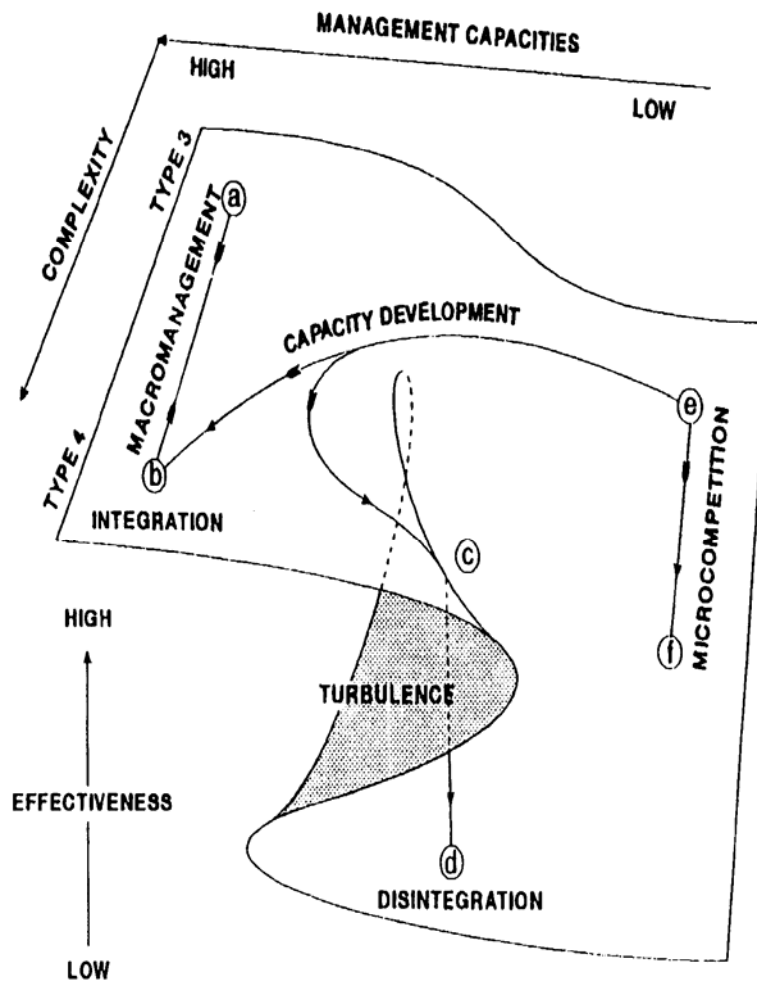 MANAGEMENT CAPACITIES
HIGH
LOW
COMPLEXITY
TYPE 3
TYPE 4
MACROMANAGEMENT
a
CAPACITY DEVELOPMENT
e
b
INTEGRATION
c
MICROCOMPETITION
f
HIGH
TURBULENCE
EFFECTIVENESS
d
DISINTEGRATION
LOW